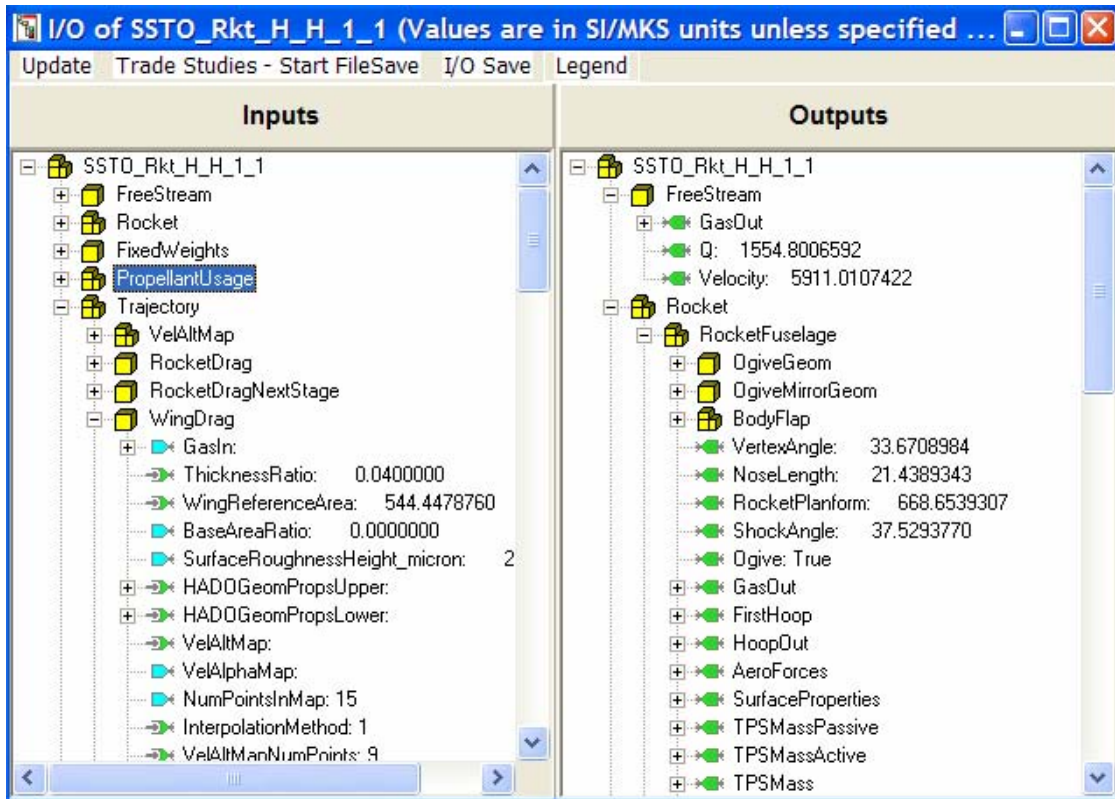 I/O of SSTO_Rkt_H_H_1_1 (Values are in SI/MKS units unless specified ...
Update Trade Studies - Start FileSave I/O Save Legend
Inputs
SSTO_Rkt_H_H_1_1
FreeStream
Rocket
FixedWeights
PropellantUsage
Trajectory
VelAltMap
RocketDrag
RocketDragNextStage
WingDrag
GasIn:
ThicknessRatio: 0.0400000
WingReferenceArea: 544.4478760
BaseAreaRatio: 0.0000000
SurfaceRoughnessHeight_micron: 2
HADOGeomPropsUpper:
HADOGeomPropsLower:
VelAltMap:
VelAlphaMap:
NumPointsInMap: 15
InterpolationMethod: 1
VelAltMapNumPoints: 9
Outputs
SSTO_Rkt_H_H_1_1
FreeStream
GasOut
Q: 1554.8006592
Velocity: 5911.0107422
Rocket
RocketFuselage
OgiveGeom
OgiveMirrorGeom
BodyFlap
VertexAngle: 33.6708984
NoseLength: 21.4389343
RocketPlanform: 668.6539307
ShockAngle: 37.5293770
Ogive: True
GasOut
FirstHoop
HoopOut
AeroForces
SurfaceProperties
TPSMassPassive
TPSMassActive
TPSMass